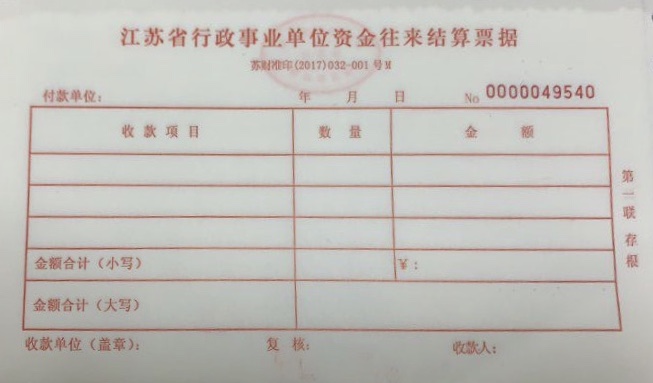 江苏省行政事业单位资金往来结算票据
苏财准印(2017)032-001 号M
付款单位： 年 月 日 No 0000049540
收款项目 数量 金额
金额合计（小写）
金额合计（大写）
第一联 存根
收款单位（盖章）： 复核： 收款人：